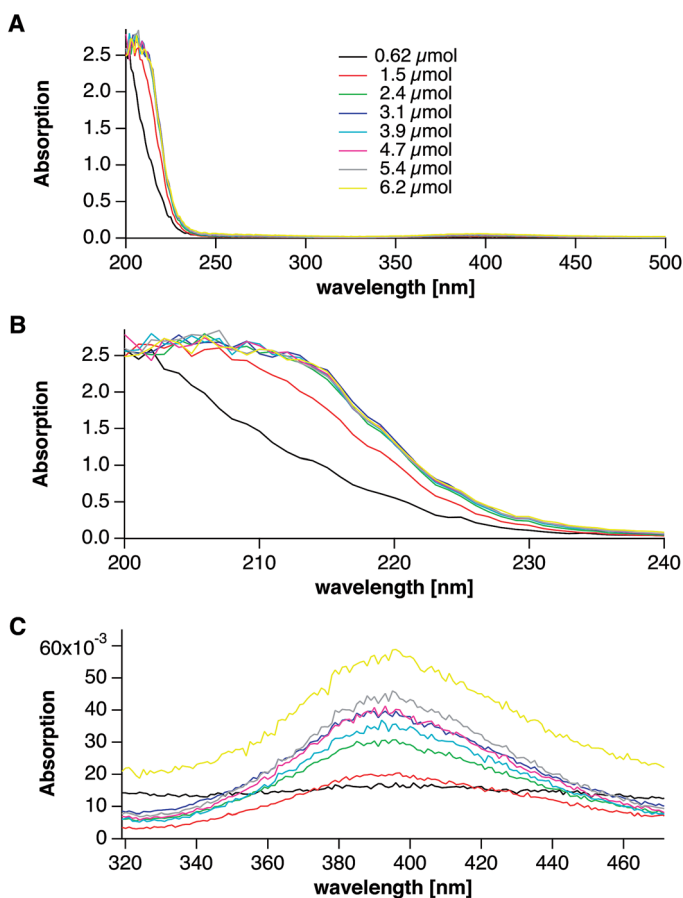 A
Absorption
2.5
2.0
1.5
1.0
0.5
0.0
0.62 µmol
1.5 µmol
2.4 µmol
3.1 µmol
3.9 µmol
4.7 µmol
5.4 µmol
6.2 µmol
200 250 300 350 400 450 500
wavelength [nm]
B
Absorption
2.5
2.0
1.5
1.0
0.5
0.0
200 210 220 230 240
wavelength [nm]
C
Absorption
60x10⁻³
50
40
30
20
10
0
320 340 360 380 400 420 440 460
wavelength [nm]